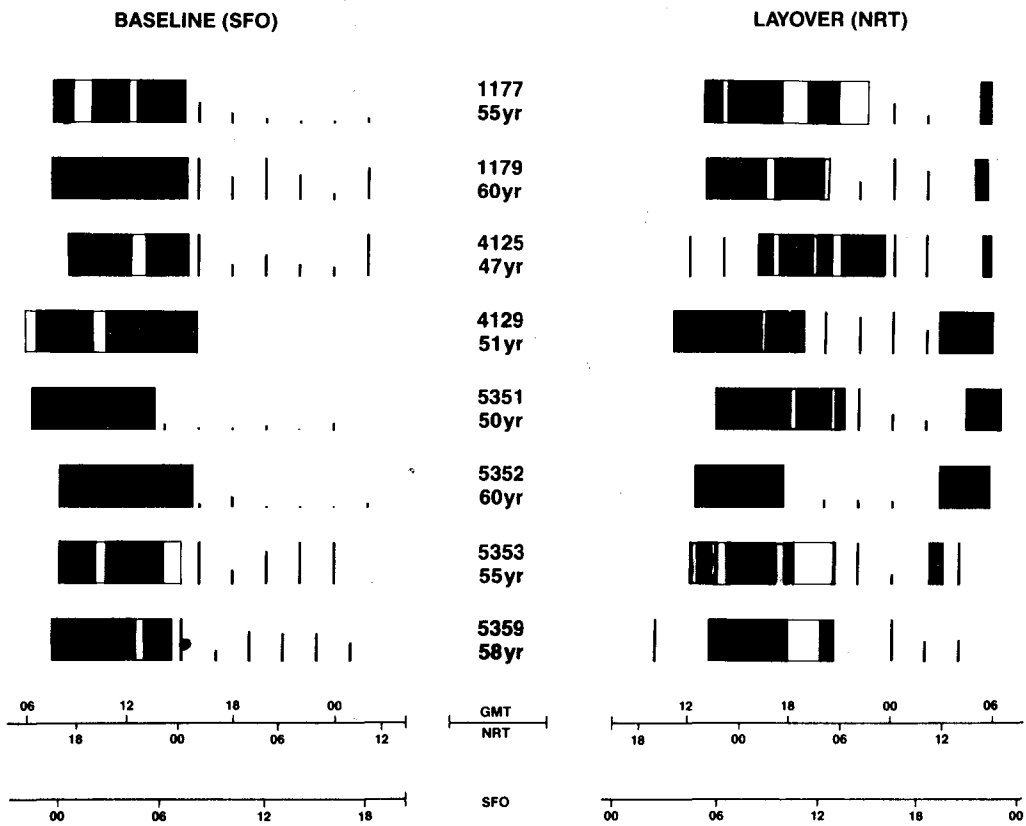 BASELINE (SFO)
LAYOVER (NRT)
1177
55yr
1179
60yr
4125
47yr
4129
51yr
5351
50yr
5352
60yr
5353
55yr
5359
58yr
06 12 18 00 GMT 12 18 00 06
18 00 06 12 NRT 18 00 06 12
SFO
00 06 12 18 00 06 12 18 00